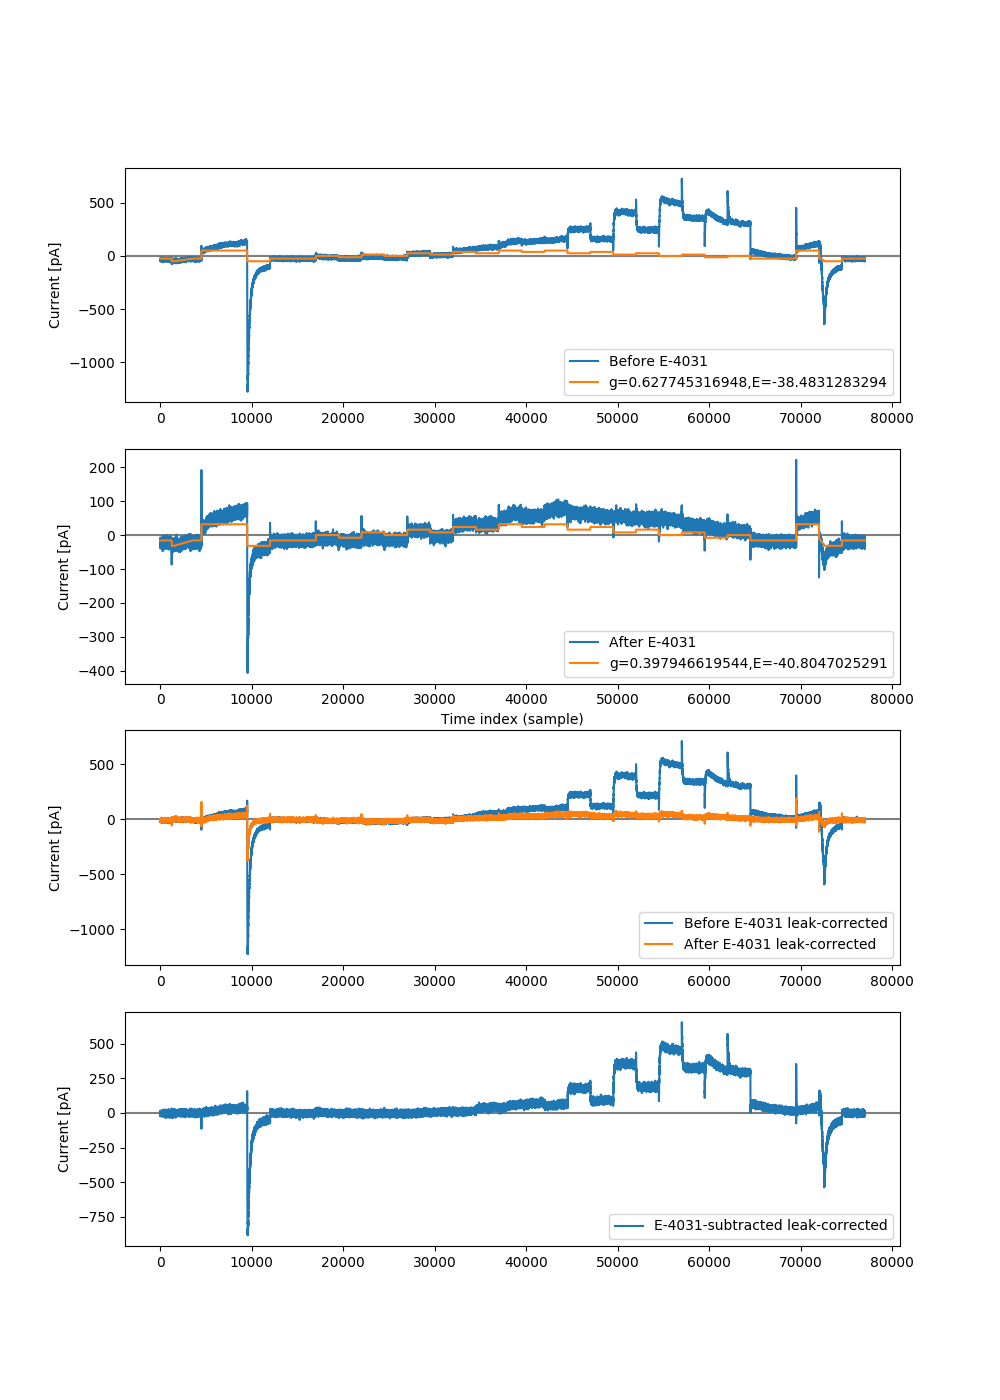 500
0
−500
−1000
Current [pA]
Before E-4031
g=0.627745316948,E=-38.4831283294
0 10000 20000 30000 40000 50000 60000 70000 80000
200
100
0
−100
−200
−300
−400
Current [pA]
After E-4031
g=0.397946619544,E=-40.8047025291
0 10000 20000 30000 40000 50000 60000 70000 80000
Time index (sample)
500
0
−500
−1000
Current [pA]
Before E-4031 leak-corrected
After E-4031 leak-corrected
0 10000 20000 30000 40000 50000 60000 70000 80000
500
250
0
−250
−500
−750
Current [pA]
E-4031-subtracted leak-corrected
0 10000 20000 30000 40000 50000 60000 70000 80000